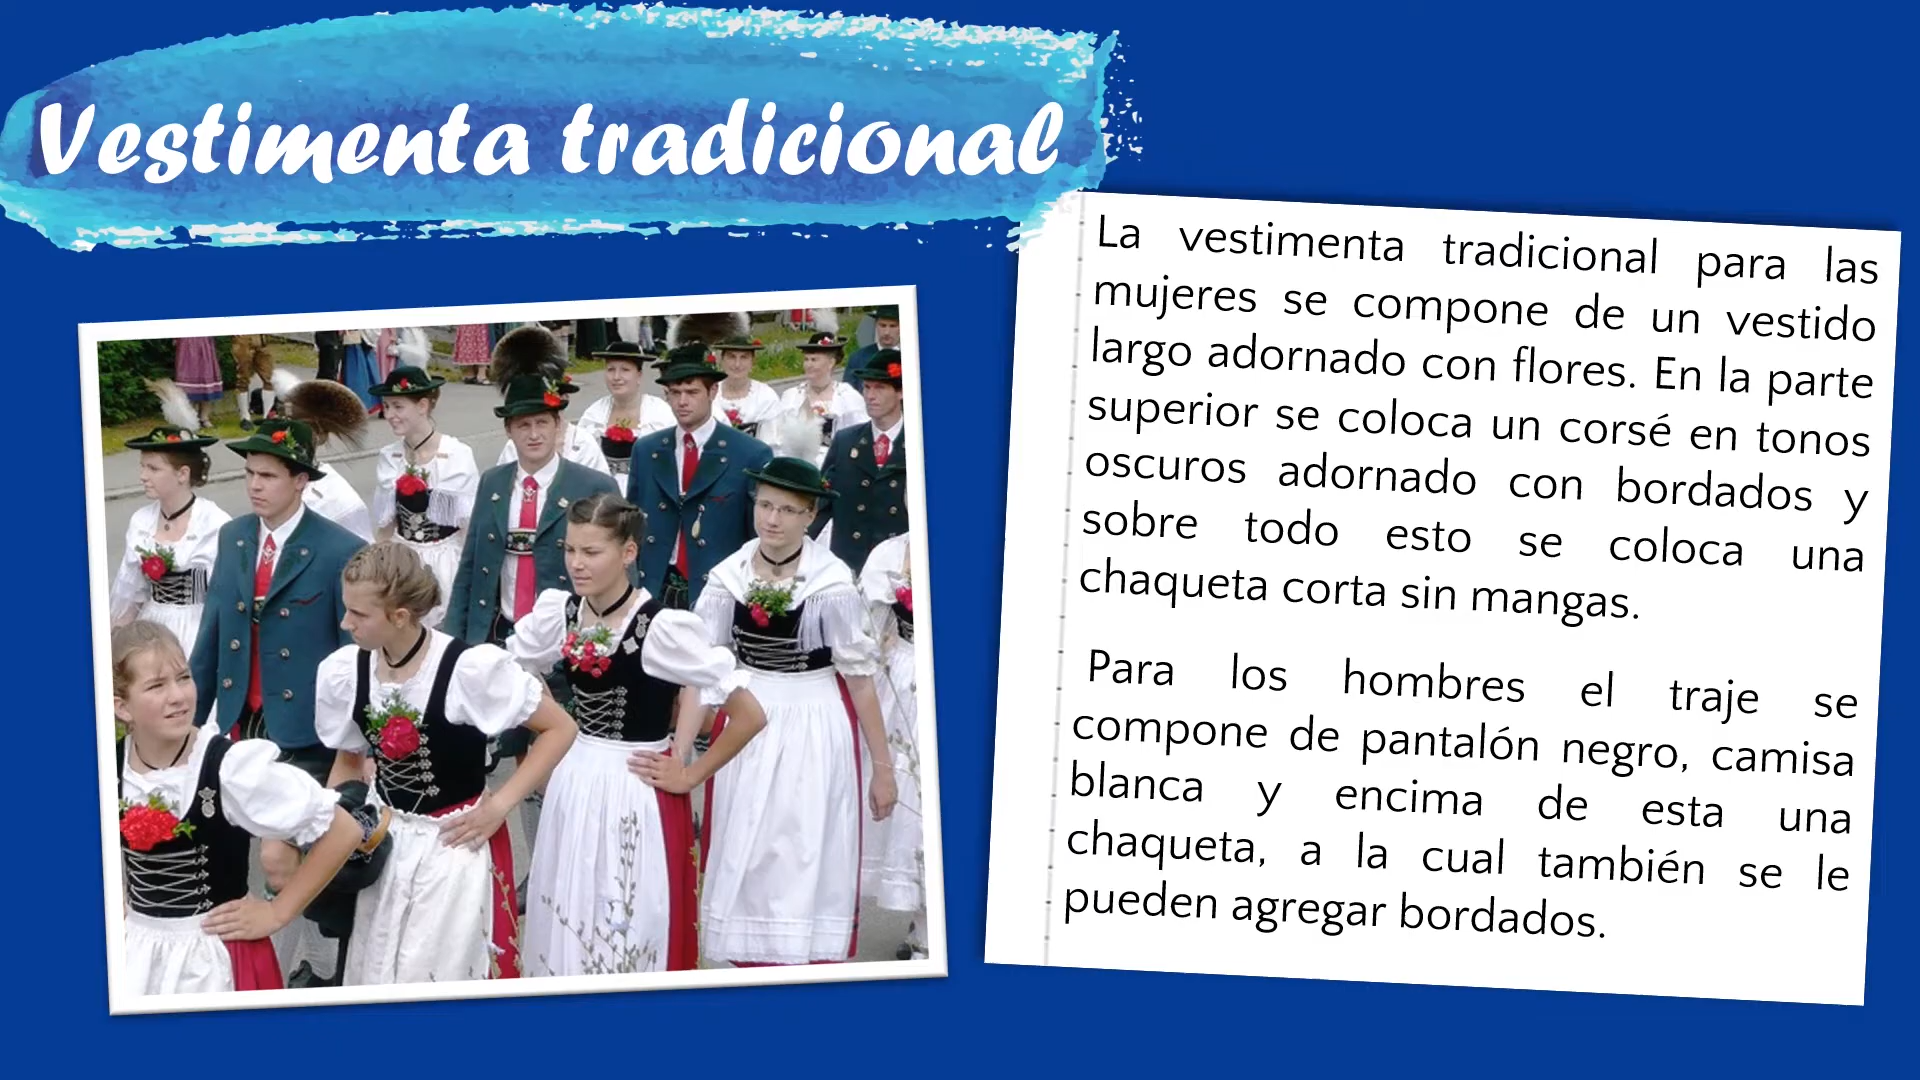 Vestimenta tradicional
La vestimenta tradicional para las
mujeres se compone de un vestido
largo adornado con flores. En la parte
superior se coloca un corsé en tonos
oscuros adornado con bordados y
sobre todo esto se coloca una
chaqueta corta sin mangas.
Para los hombres el traje se
compone de pantalón negro, camisa
blanca y encima de esta una
chaqueta, a la cual también se le
pueden agregar bordados.